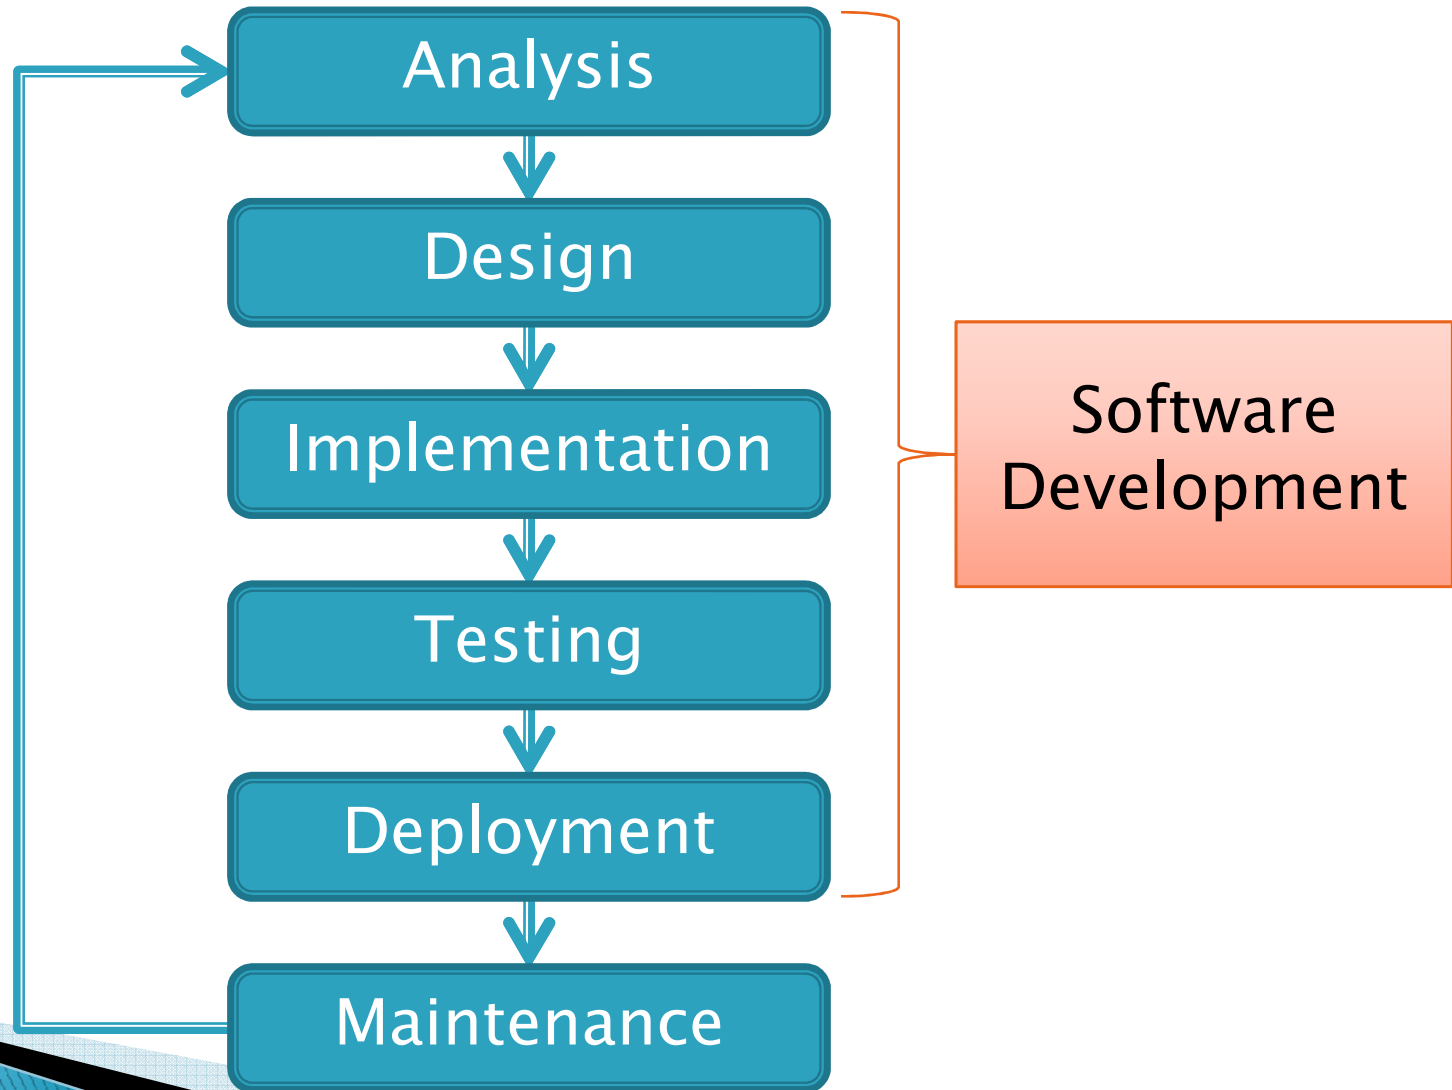 Analysis
Design
Implementation
Testing
Deployment
Maintenance
Software
Development